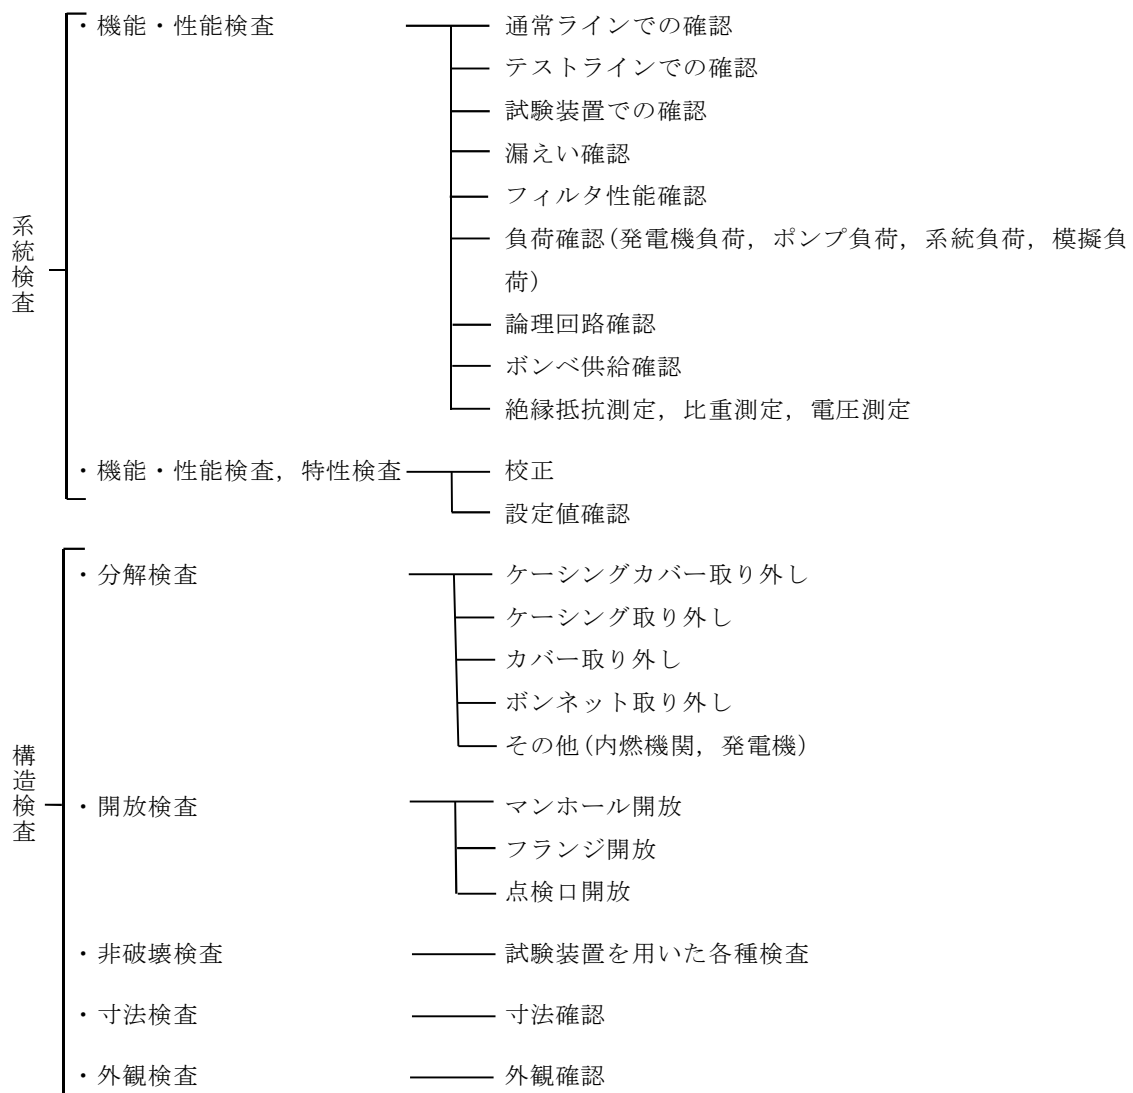 系統検査
・機能・性能検査
通常ラインでの確認
テストラインでの確認
試験装置での確認
漏えい確認
フィルタ性能確認
負荷確認(発電機負荷，ポンプ負荷，系統負荷，模擬負
荷)
論理回路確認
ボンベ供給確認
絶縁抵抗測定，比重測定，電圧測定
・機能・性能検査，特性検査
校正
設定値確認
構造検査
・分解検査
ケーシングカバー取り外し
ケーシング取り外し
カバー取り外し
ボンネット取り外し
その他(内燃機関，発電機)
・開放検査
マンホール開放
フランジ開放
点検口開放
・非破壊検査
試験装置を用いた各種検査
・寸法検査
寸法確認
・外観検査
外観確認